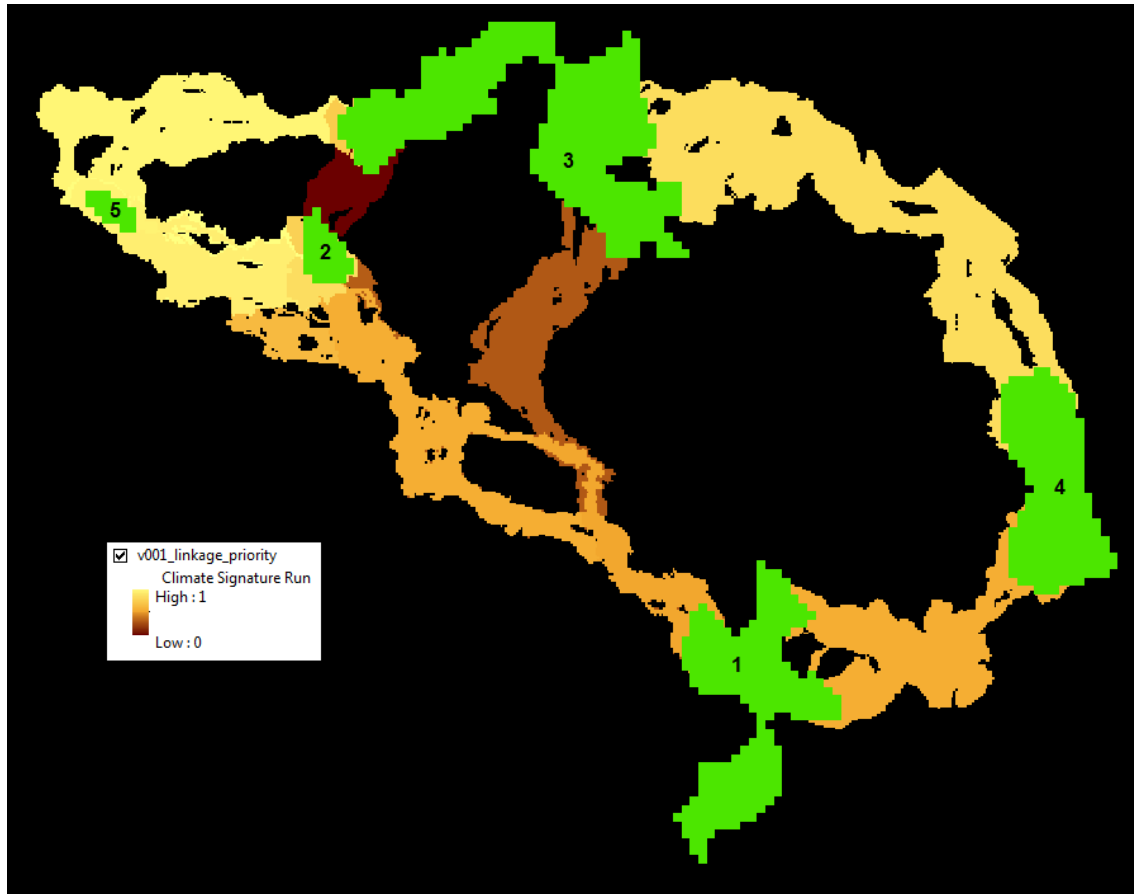 3
5
2
4
v001_linkage_priority
Climate Signature Run
High : 1
Low : 0
1